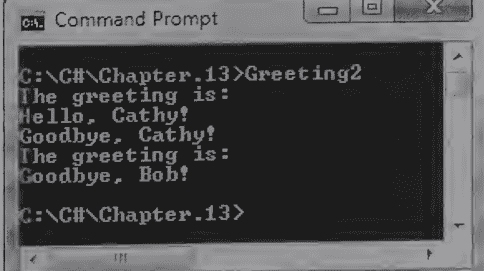 Command Prompt
C:\C#\Chapter.13>Greeting2
The greeting is:
Hello, Cathy!
Goodbye, Cathy!
The greeting is:
Goodbye, Bob!
C:\C#\Chapter.13>